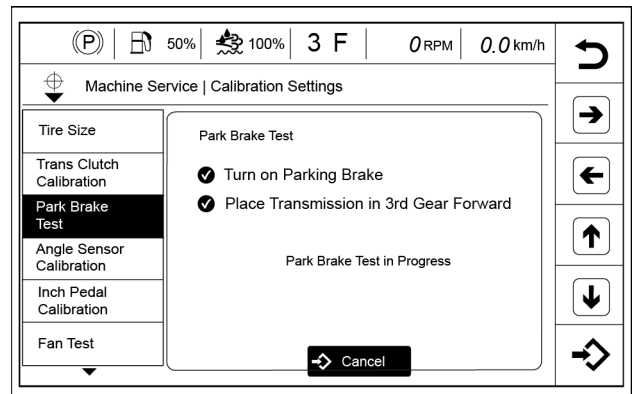 (P) 50% 100% 3 F 0 RPM 0.0 km/h
Machine Service | Calibration Settings
Tire Size
Trans Clutch
Calibration
Park Brake
Test
Angle Sensor
Calibration
Inch Pedal
Calibration
Fan Test
Park Brake Test
Turn on Parking Brake
Place Transmission in 3rd Gear Forward
Park Brake Test in Progress
Cancel